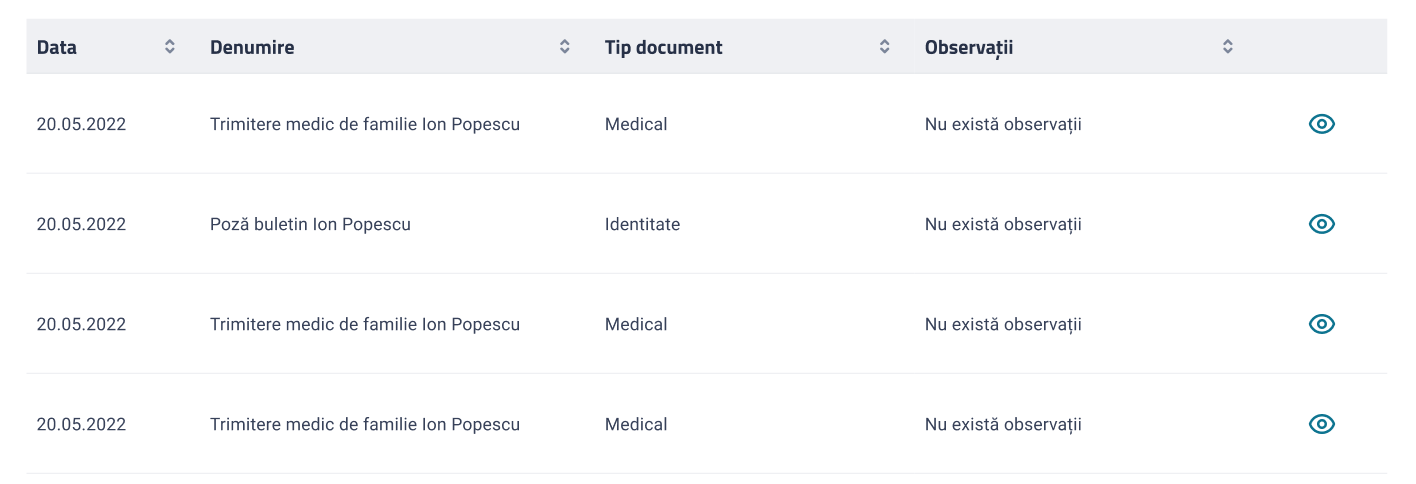 Data Denumire Tip document Observații
20.05.2022 Trimitere medic de familie Ion Popescu Medical Nu există observații
20.05.2022 Poză buletin Ion Popescu Identitate Nu există observații
20.05.2022 Trimitere medic de familie Ion Popescu Medical Nu există observații
20.05.2022 Trimitere medic de familie Ion Popescu Medical Nu există observații